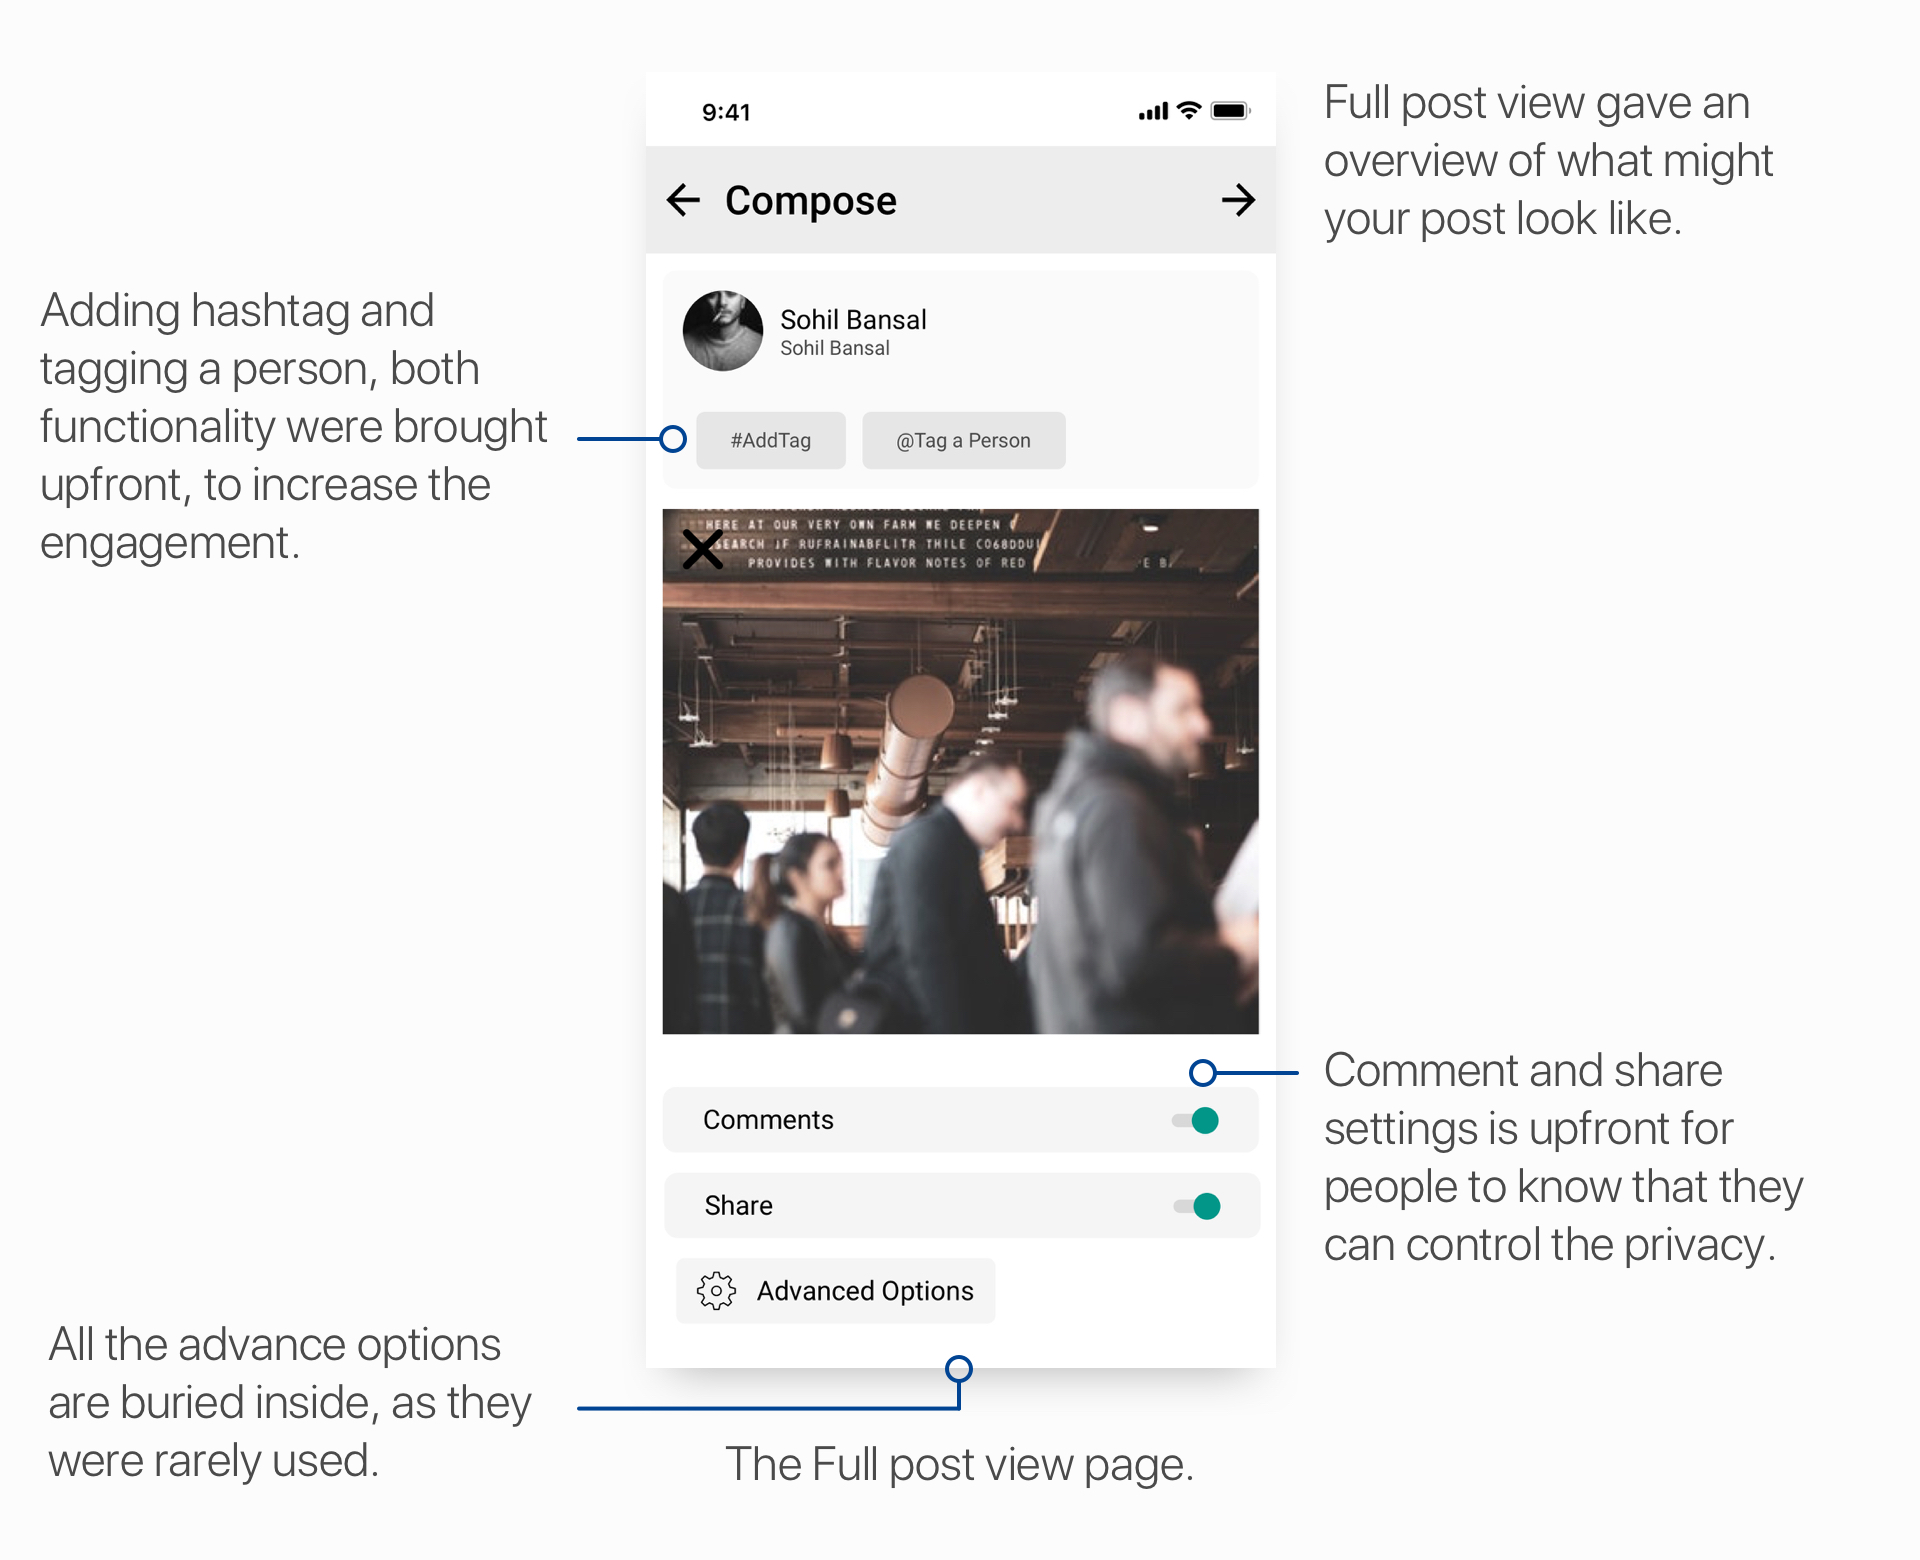 9:41
Compose
Full post view gave an
overview of what might
your post look like.
Adding hashtag and
tagging a person, both
functionality were brought
upfront, to increase the
engagement.
Sohil Bansal
Sohil Bansal
#AddTag
@Tag a Person
HERE AT OUR VERY OWN FARM WE DEEPEN
PROVIDES WITH FLAVOR NOTES OF RED
Comment and share
settings is upfront for
people to know that they
can control the privacy.
Comments
Share
Advanced Options
All the advance options
are buried inside, as they
were rarely used.
The Full post view page.